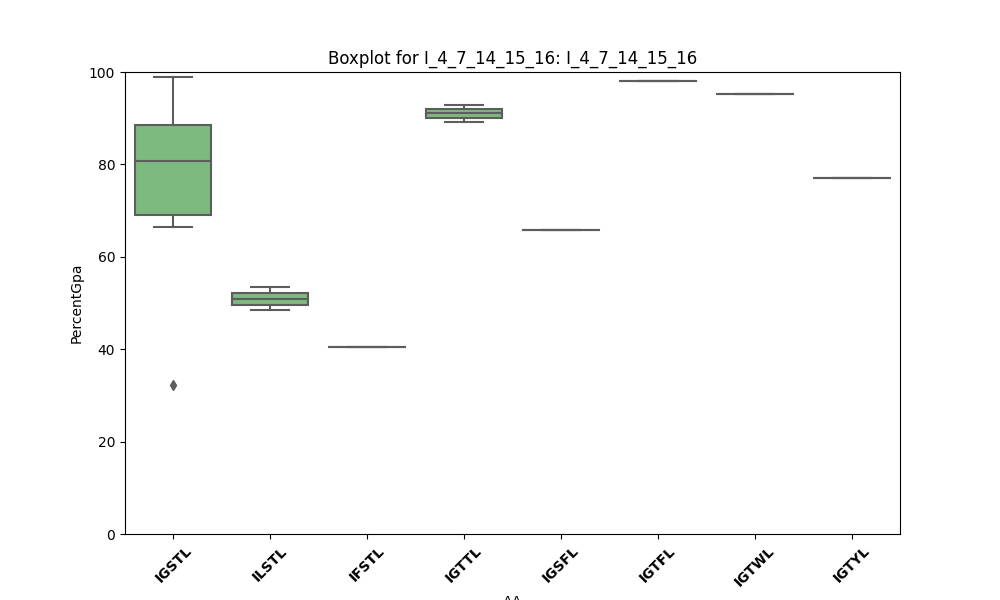 Boxplot for I_4_7_14_15_16: I_4_7_14_15_16
100
80
60
40
20
0
PercentGpa
IGSTL
ILSTL
IFSTL
IGTTL
IGSFL
IGTFL
IGTWL
IGTYL
AA